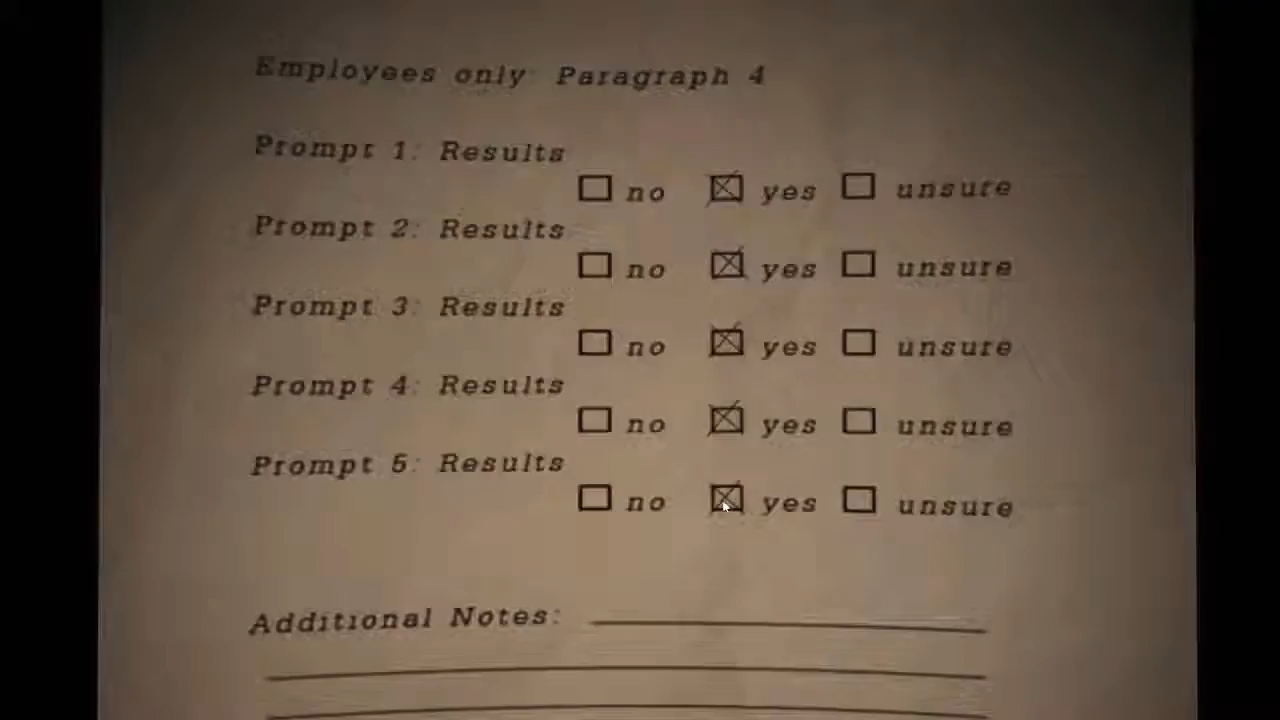 Employees only: Paragraph 4
Prompt 1: Results
no yes unsure
Prompt 2: Results
no yes unsure
Prompt 3: Results
no yes unsure
Prompt 4: Results
no yes unsure
Prompt 5: Results
no yes unsure
Additional Notes: